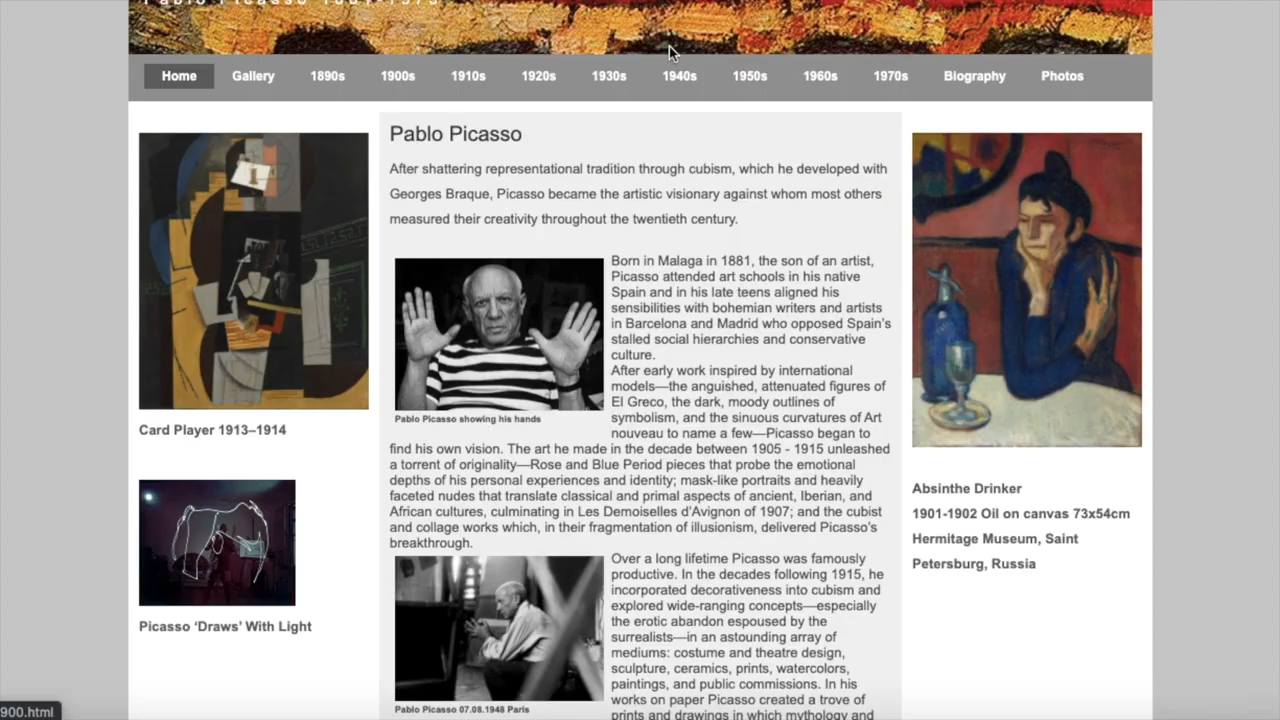 Pablo Picasso 1881-1973
Home Gallery 1890s 1900s 1910s 1920s 1930s 1940s 1950s 1960s 1970s Biography Photos
Card Player 1913–1914
Picasso ‘Draws’ With Light
Pablo Picasso
After shattering representational tradition through cubism, which he developed with
Georges Braque, Picasso became the artistic visionary against whom most others
measured their creativity throughout the twentieth century.
Born in Malaga in 1881, the son of an artist,
Picasso attended art schools in his native
Spain and in his late teens aligned his
sensibilities with bohemian writers and artists
in Barcelona and Madrid who opposed Spain’s
stalled social hierarchies and conservative
culture.
Pablo Picasso showing his hands
After early work inspired by international
models—the anguished, attenuated figures of
El Greco, the dark, moody outlines of
symbolism, and the sinuous curvatures of Art
nouveau to name a few—Picasso began to
find his own vision. The art he made in the decade between 1905 - 1915 unleashed
a torrent of originality—Rose and Blue Period pieces that probe the emotional
depths of his personal experiences and identity; mask-like portraits and heavily
faceted nudes that translate classical and primal aspects of ancient, Iberian, and
African cultures, culminating in Les Demoiselles d’Avignon of 1907; and the cubist
and collage works which, in their fragmentation of illusionism, delivered Picasso’s
breakthrough.
Over a long lifetime Picasso was famously
productive. In the decades following 1915, he
incorporated decorativeness into cubism and
explored wide-ranging concepts—especially
the erotic abandon espoused by the
surrealists—in an astounding array of
mediums: costume and theatre design,
sculpture, ceramics, prints, watercolors,
paintings, and public commissions. In his
works on paper Picasso created a trove of
prints and drawings in which mythology and
Pablo Picasso 07.08.1948 Paris
Absinthe Drinker
1901-1902 Oil on canvas 73x54cm
Hermitage Museum, Saint
Petersburg, Russia
900.html